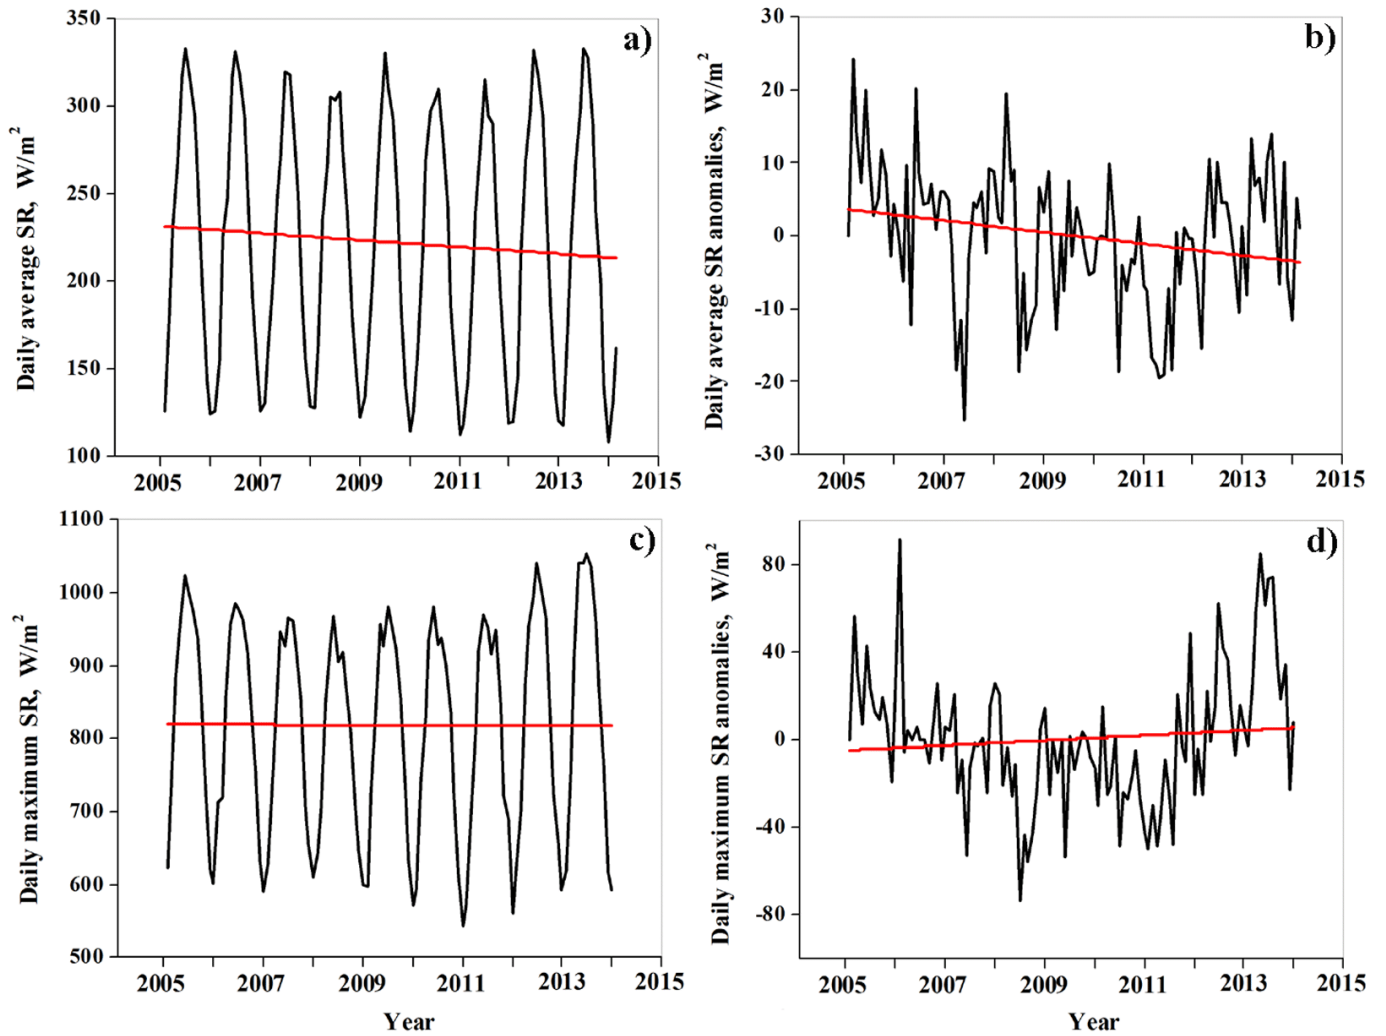 a)
350
300
250
200
150
100
Daily average SR, W/m²
2005 2007 2009 2011 2013 2015
b)
30
20
10
0
-10
-20
-30
Daily average SR anomalies, W/m²
2005 2007 2009 2011 2013 2015
c)
1100
1000
900
800
700
600
500
Daily maximum SR, W/m²
2005 2007 2009 2011 2013 2015
Year
d)
80
40
0
-40
-80
Daily maximum SR anomalies, W/m²
2005 2007 2009 2011 2013 2015
Year